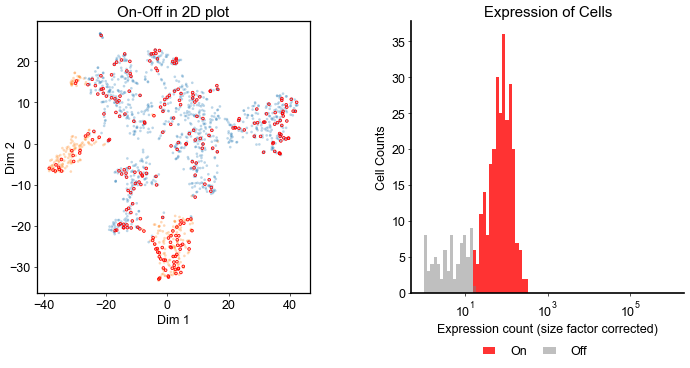 On-Off in 2D plot
Dim 2
20
10
0
−10
−20
−30
−40
−20
0
20
40
Dim 1
Expression of Cells
Cell Counts
35
30
25
20
15
10
5
0
10^1
10^3
10^5
Expression count (size factor corrected)
On
Off